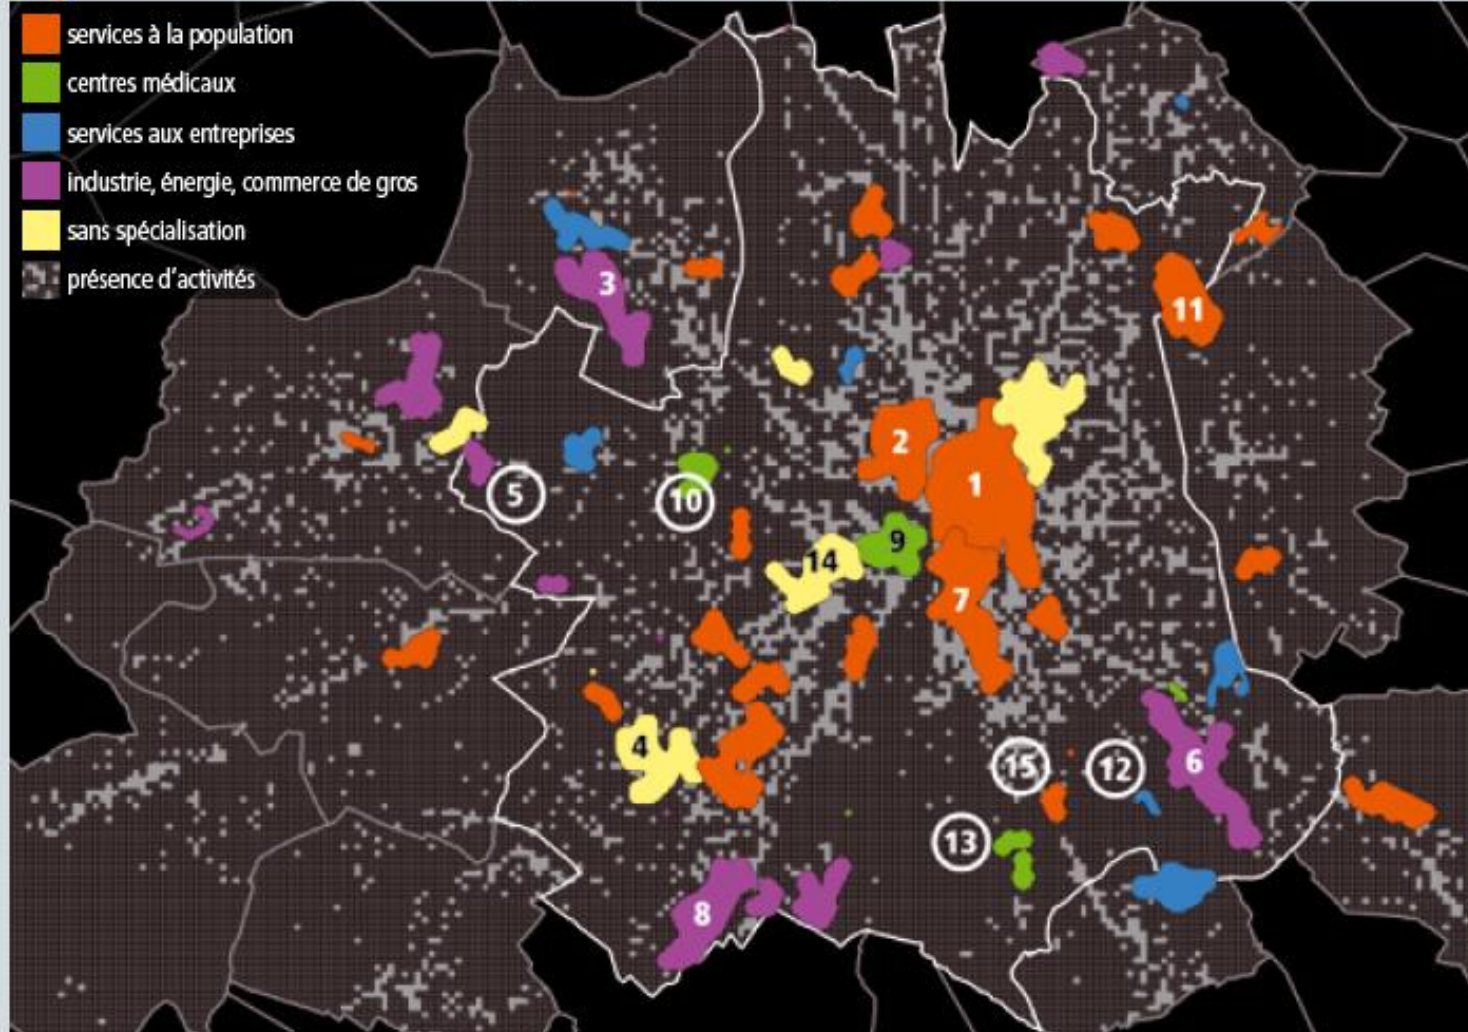 services à la population
centres médicaux
services aux entreprises
industrie, énergie, commerce de gros
sans spécialisation
présence d'activités
3
11
2
1
5
10
9
14
7
4
15
12
6
13
8